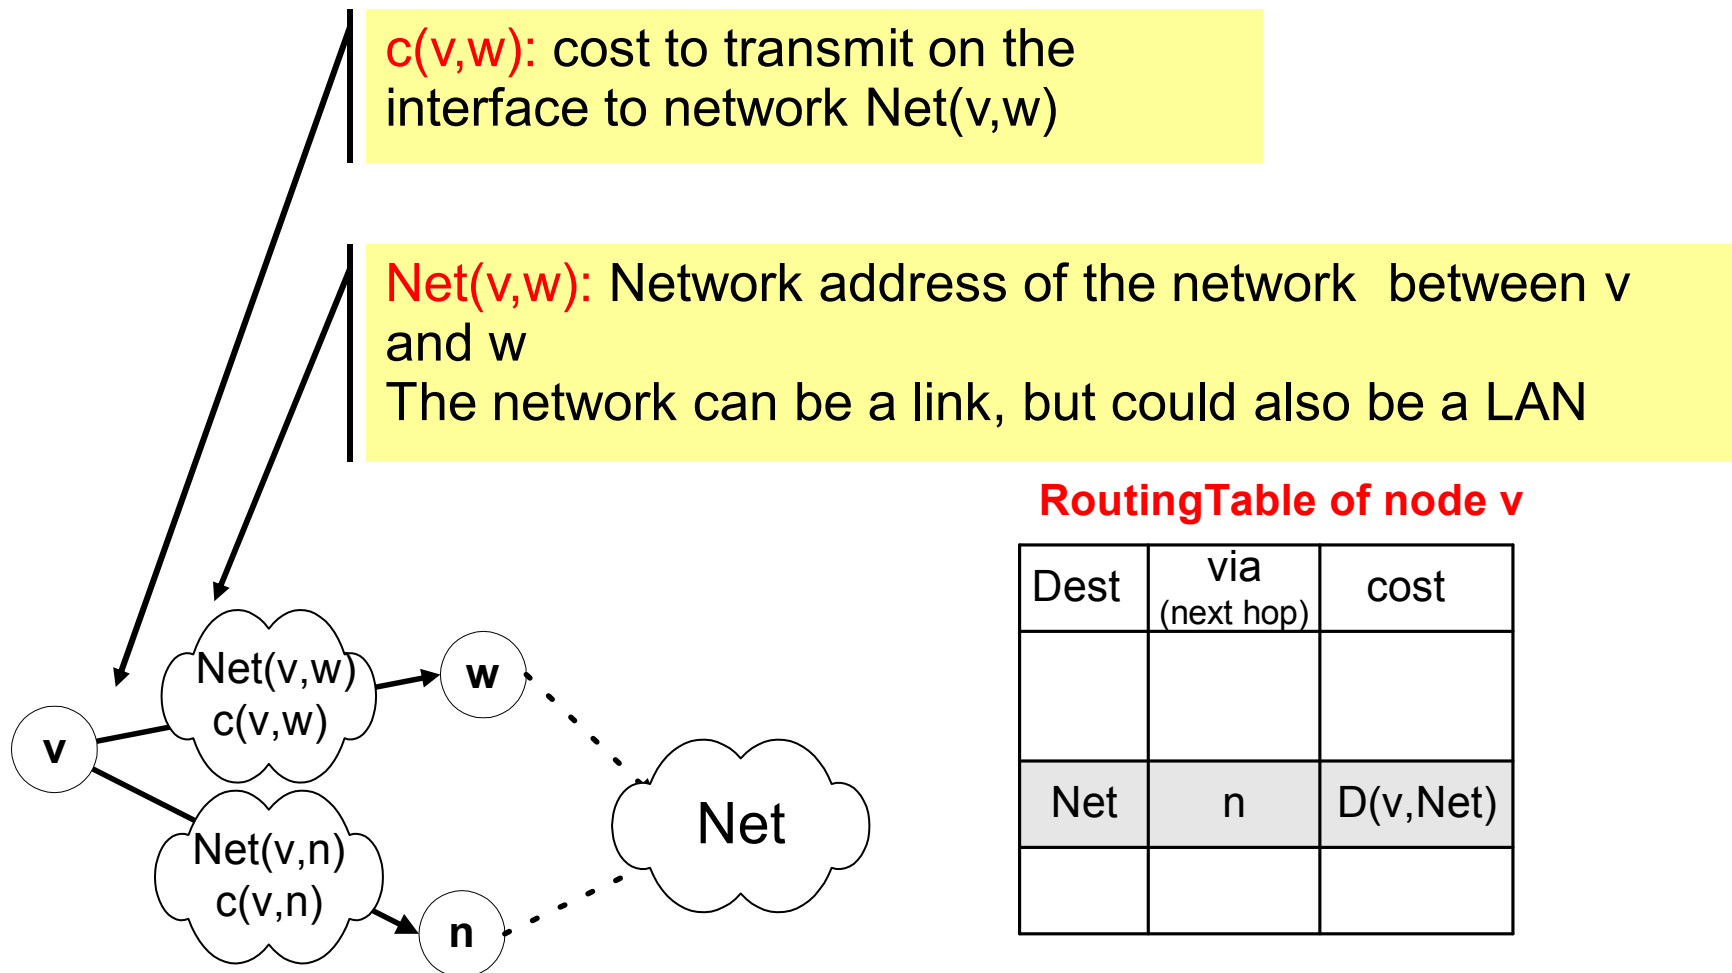 c(v,w): cost to transmit on the
interface to network Net(v,w)
Net(v,w): Network address of the network between v
and w
The network can be a link, but could also be a LAN
RoutingTable of node v
Dest via (next hop) cost
Net n D(v,Net)
Net(v,w)
c(v,w)
w
v
Net
Net(v,n)
c(v,n)
n